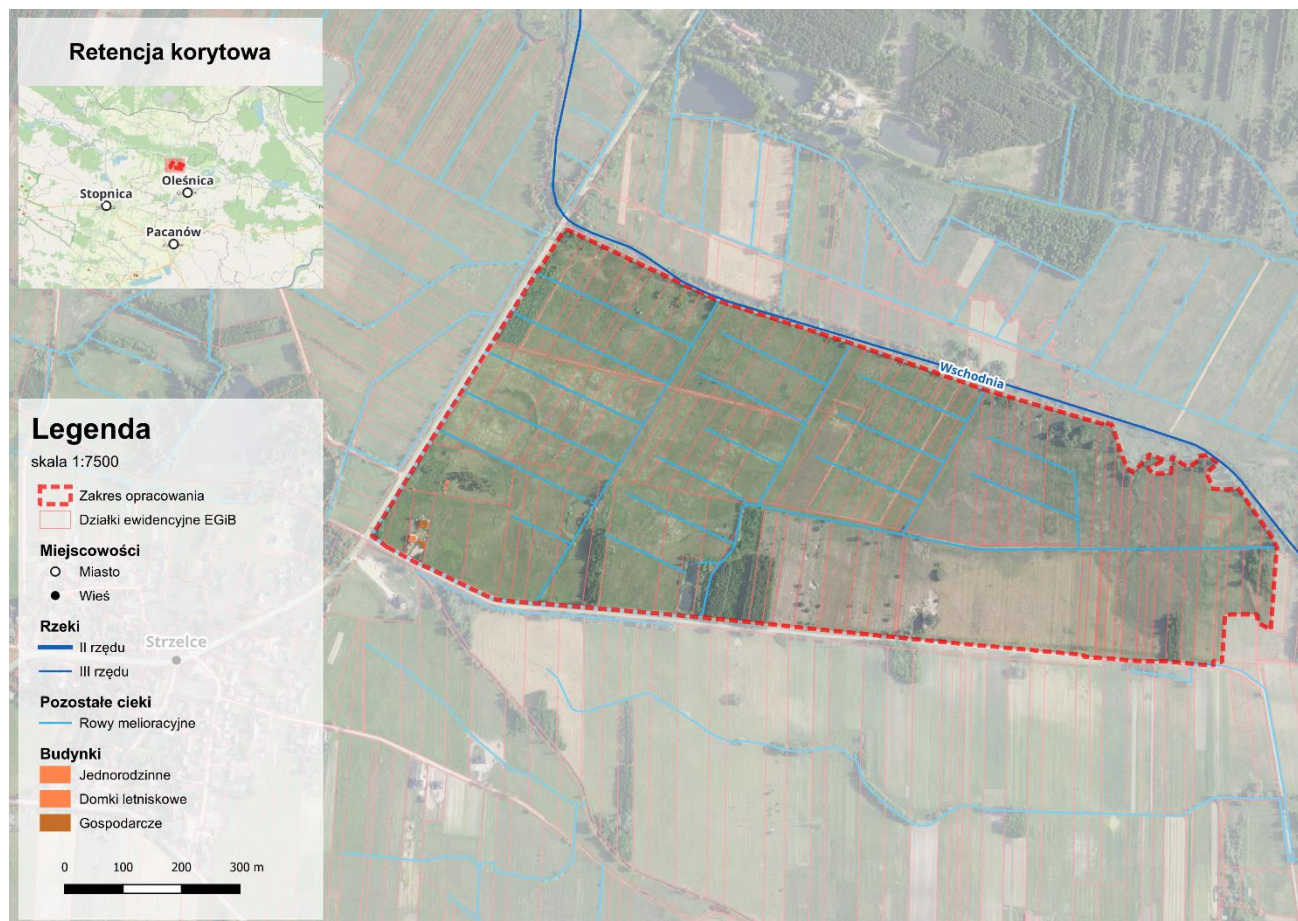 Retencja korytowa
Oleśnica
Stopnica
Pacanów
Wschodnia
Legenda
skala 1:7500
Zakres opracowania
Działki ewidencyjne EGiB
Miejscowości
Miasto
Wieś
Rzeki
Strzelce
II rzędu
III rzędu
Pozostałe cieki
Rowy melioracyjne
Budynki
Jednorodzinne
Domki letniskowe
Gospodarcze
0 100 200 300 m